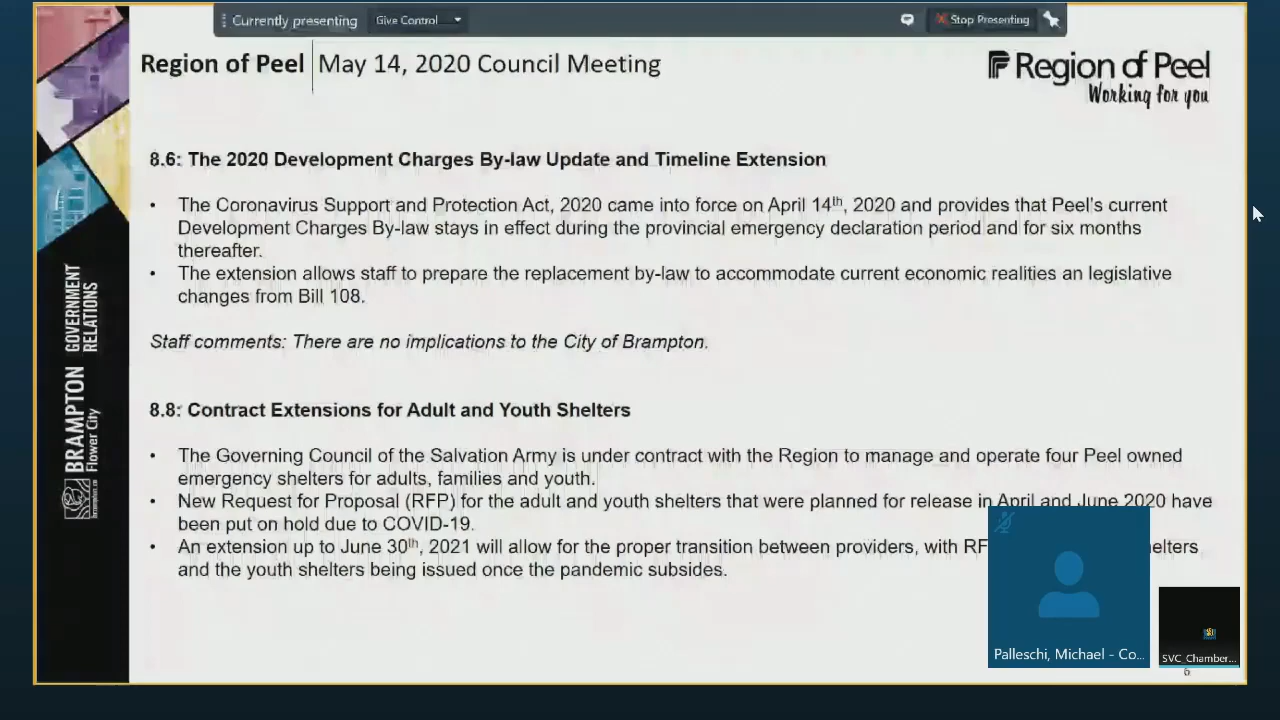 Currently presenting
Give Control
Stop Presenting
Region of Peel
May 14, 2020 Council Meeting
Region of Peel
Working for you
8.6: The 2020 Development Charges By-law Update and Timeline Extension
• The Coronavirus Support and Protection Act, 2020 came into force on April 14th, 2020 and provides that Peel's current
Development Charges By-law stays in effect during the provincial emergency declaration period and for six months
thereafter.
• The extension allows staff to prepare the replacement by-law to accommodate current economic realities an legislative
changes from Bill 108.
Staff comments: There are no implications to the City of Brampton.
8.8: Contract Extensions for Adult and Youth Shelters
• The Governing Council of the Salvation Army is under contract with the Region to manage and operate four Peel owned
emergency shelters for adults, families and youth.
• New Request for Proposal (RFP) for the adult and youth shelters that were planned for release in April and June 2020 have
been put on hold due to COVID-19.
• An extension up to June 30th, 2021 will allow for the proper transition between providers, with RF elters
and the youth shelters being issued once the pandemic subsides.
GOVERNMENT
RELATIONS
BRAMPTON
Flower City
Palleschi, Michael - Co...
SVC_Chamber...
6